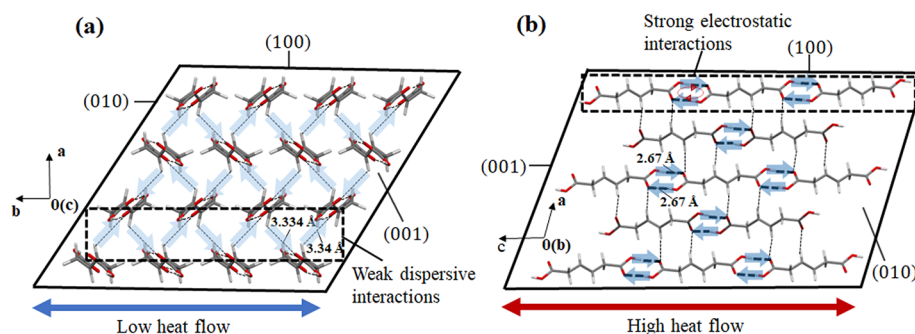 (a)
(100)
(010)
a
b
0(c)
3.334 Å
3.34 Å
(001)
Weak dispersive
interactions
Low heat flow
(b)
Strong electrostatic
interactions
(100)
(001)
2.67 Å
2.67 Å
a
c
0(b)
(010)
High heat flow